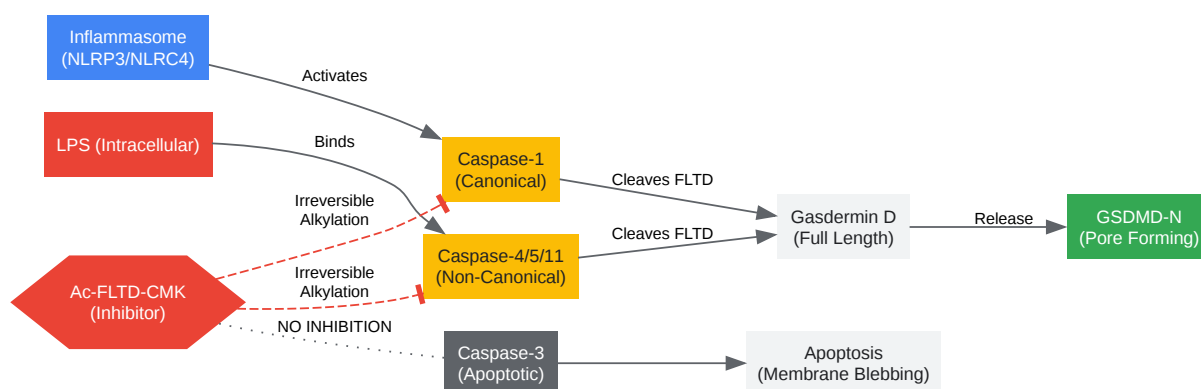 Inflammasome
(NLRP3/NLRC4)
Activates
LPS (Intracellular)
Binds
Caspase-1
(Canonical)
Cleaves FLTD
Irreversible
Alkylation
Gasdermin D
(Full Length)
Release
GSDMD-N
(Pore Forming)
Cleaves FLTD
Caspase-4/5/11
(Non-Canonical)
Irreversible
Alkylation
Ac-FLTD-CMK
(Inhibitor)
NO INHIBITION
Caspase-3
(Apoptotic)
Apoptosis
(Membrane Blebbing)